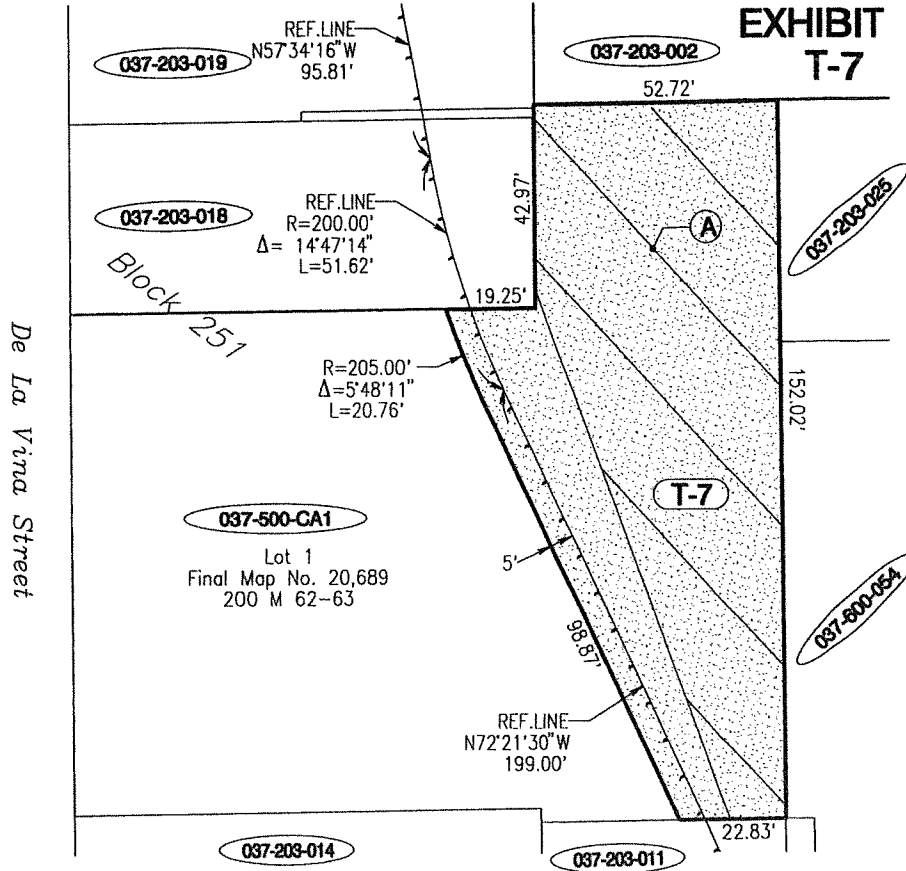 EXHIBIT
T-7
REF.LINE
N57°34'16"W
95.81'
037-203-019
037-203-002
52.72'
037-203-018
REF.LINE
R=200.00'
Δ= 14°47'14"
L=51.62'
42.97'
A
037-203-025
Block 251
19.25'
R=205.00'
Δ=5°48'11"
L=20.76'
152.02'
De La Vina Street
T-7
037-500-CA1
Lot 1
Final Map No. 20,689
200 M 62-63
5'
98.87'
037-600-054
REF.LINE
N72°21'30"W
199.00'
22.83'
037-203-014
037-203-011